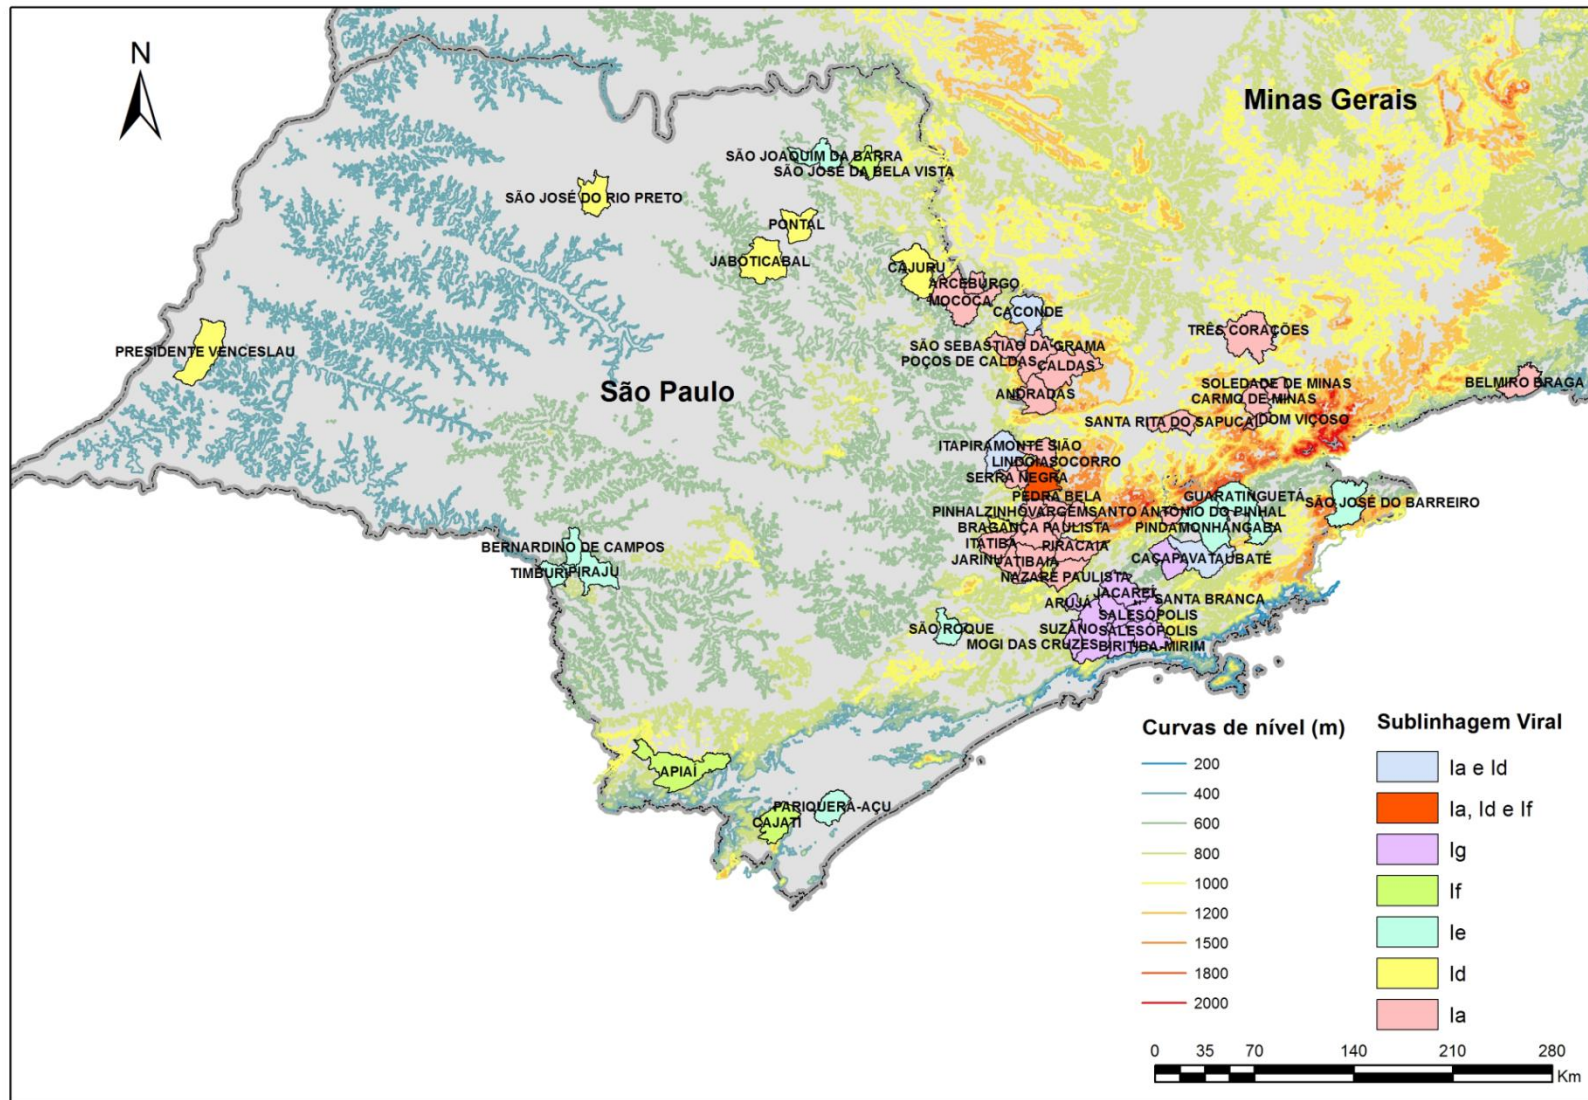 N
Minas Gerais
SÃO JOAQUIM DA BARRA
SÃO JOSÉ DA BELA VISTA
SÃO JOSÉ DO RIO PRETO
PONTAL
JABOTICABAL
CAJURU
ARCEBURGO
MOCOCA
CACONDE
TRÊS CORAÇÕES
PRESIDENTE VENCESLAU
SÃO SEBASTIÃO DA GRAMA
POÇOS DE CALDAS
CALDAS
São Paulo
ANDRADAS
SOLEDADE DE MINAS
BELMIRO BRAGA
CARMO DE MINAS
SANTA RITA DO SAPUCAÍ
DOM VIÇOSO
ITAPIRA
MONTE SIÃO
LINDÓIA
SOCORRO
SERRA NEGRA
PEDRA BELA
GUARATINGUETÁ
SÃO JOSÉ DO BARREIRO
PINHALZINHO
VARGEM
SANTO ANTÔNIO DO PINHAL
BRAGANÇA PAULISTA
PINDAMONHANGABA
ITATIBA
PIRACAIA
BERNARDINO DE CAMPOS
JARINU
ATIBAIA
CAÇAPAVA
TAUBATÉ
TIMBURI
PIRAJU
NAZARÉ PAULISTA
JACAREÍ
ARUJÁ
SANTA BRANCA
SALESÓPOLIS
SÃO ROQUE
SUZANO
SALESÓPOLIS
MOGI DAS CRUZES
BIRITIBA-MIRIM
APIAÍ
PARIQUERA-AÇU
CAJATI
Curvas de nível (m)
200
400
600
800
1000
1200
1500
1800
2000
Sublinhagem Viral
Ia e Id
Ia, Id e If
Ig
If
Ie
Id
Ia
0 35 70 140 210 280
Km